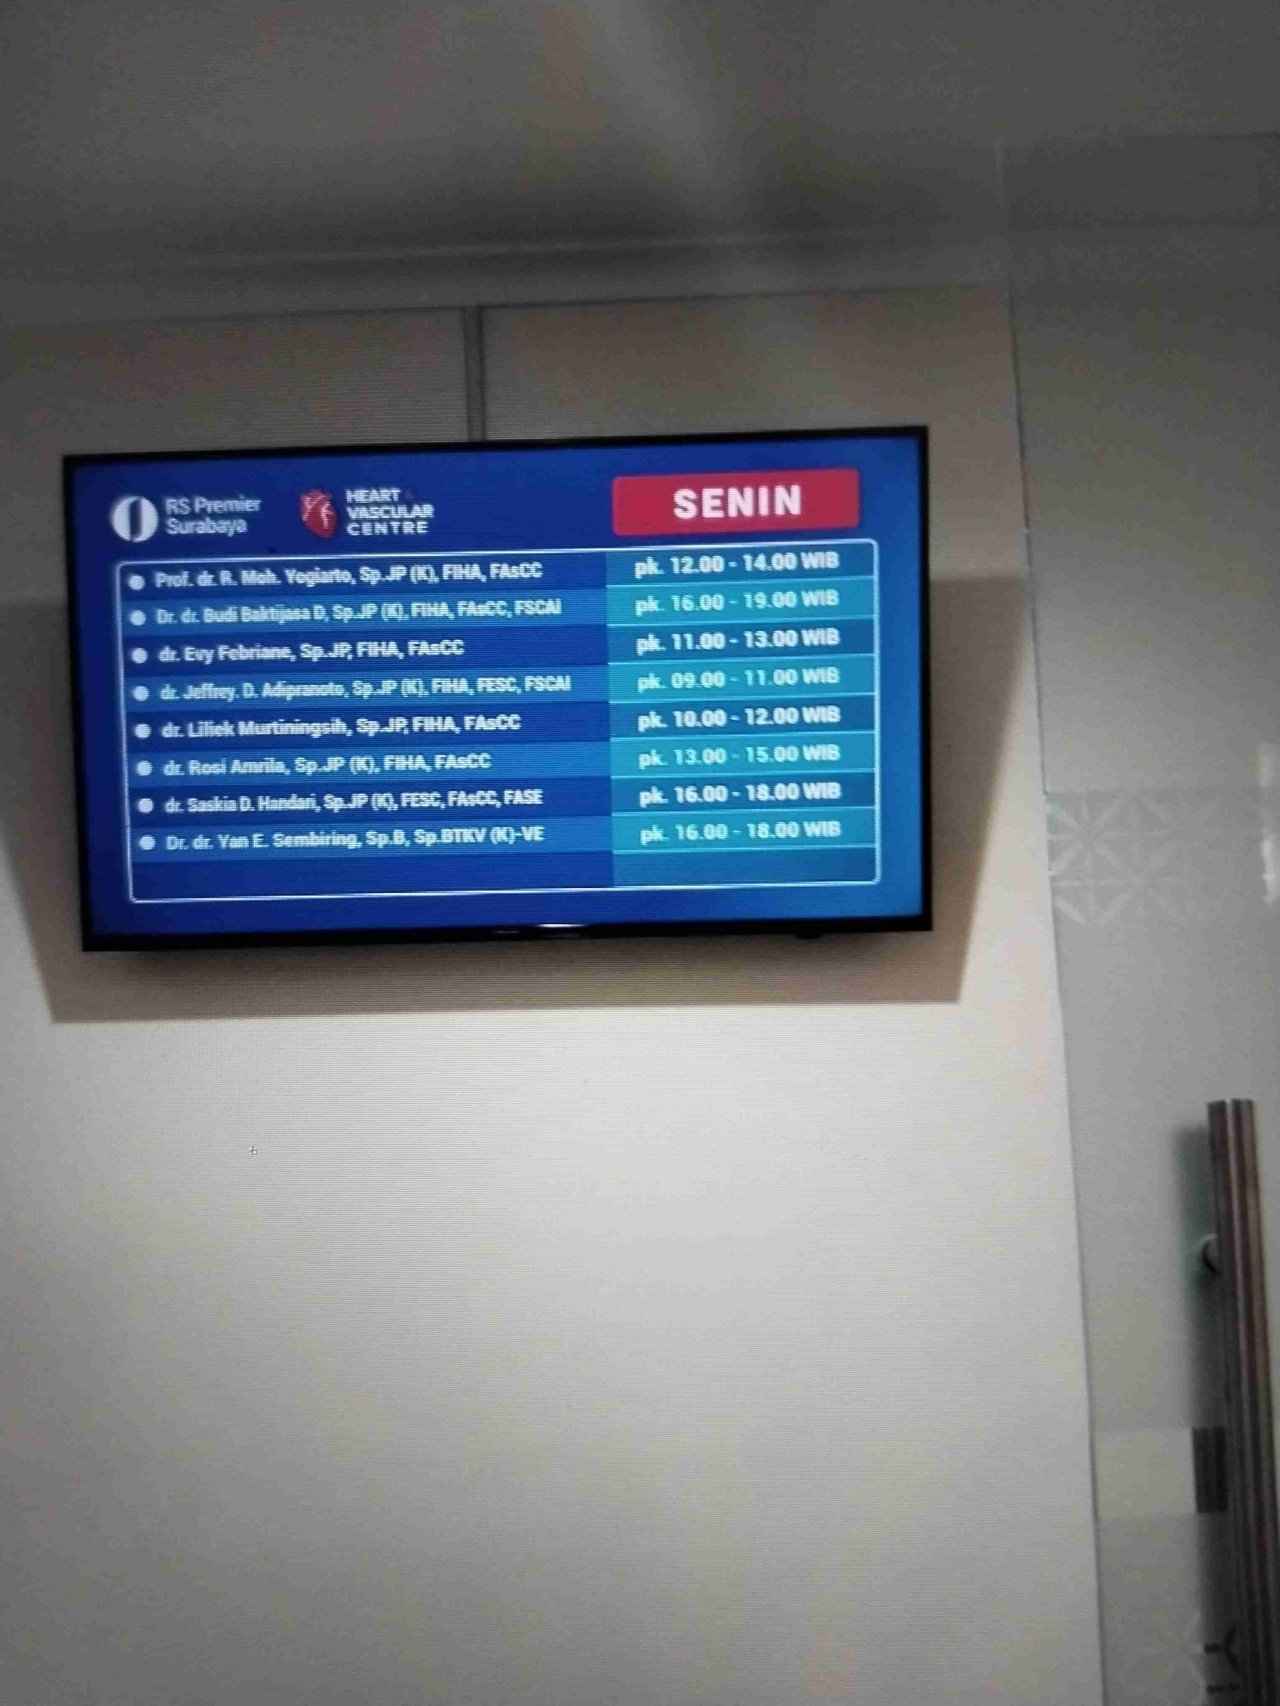 RS Premier
Surabaya
HEART &
VASCULAR
CENTRE
SENIN
Prof. dr. R. Moh. Yogiarto, Sp.JP (K), FIHA, FAsCC pk. 12.00 - 14.00 WIB
Dr. dr. Budi Baktijasa D, Sp.JP (K), FIHA, FAsCC, FSCAI pk. 16.00 - 19.00 WIB
dr. Evy Febriane, Sp.JP, FIHA, FAsCC pk. 11.00 - 13.00 WIB
dr. Jeffrey. D. Adipranoto, Sp.JP (K), FIHA, FESC, FSCAI pk. 09.00 - 11.00 WIB
dr. Liliek Murtiningsih, Sp.JP, FIHA, FAsCC pk. 10.00 - 12.00 WIB
dr. Rosi Amrilla, Sp.JP (K), FIHA, FAsCC pk. 13.00 - 15.00 WIB
dr. Saskia D. Handari, Sp.JP (K), FESC, FAsCC, FASE pk. 16.00 - 18.00 WIB
Dr. dr. Yan E. Sembiring, Sp.B, Sp.BTKV (K)-VE pk. 16.00 - 18.00 WIB